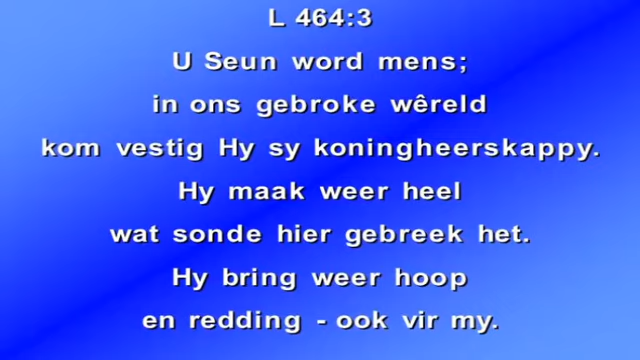 L 464:3
U Seun word mens;
in ons gebroke wêreld
kom vestig Hy sy koningheerskappy.
Hy maak weer heel
wat sonde hier gebreek het.
Hy bring weer hoop
en redding - ook vir my.